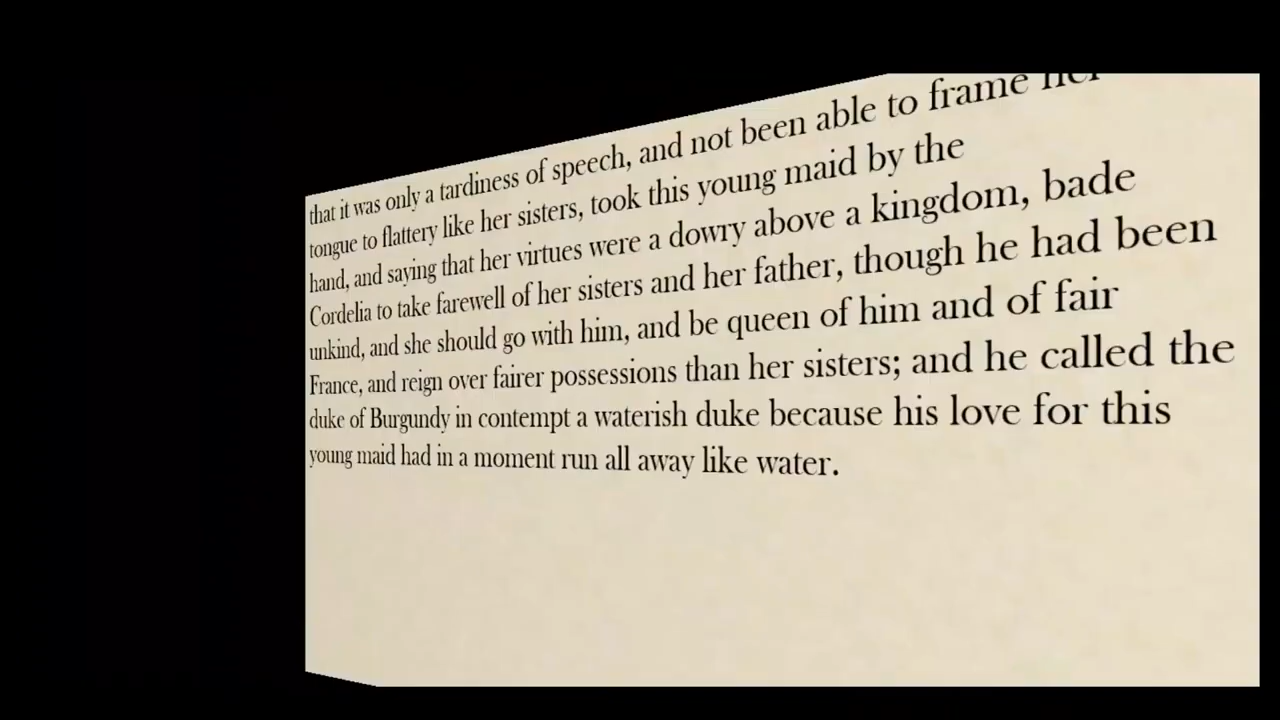 that it was only a tardiness of speech, and not been able to frame her
tongue to flattery like her sisters, took this young maid by the
hand, and saying that her virtues were a dowry above a kingdom, bade
Cordelia to take farewell of her sisters and her father, though he had been
unkind, and she should go with him, and be queen of him and of fair
France, and reign over fairer possessions than her sisters; and he called the
duke of Burgundy in contempt a waterish duke because his love for this
young maid had in a moment run all away like water.